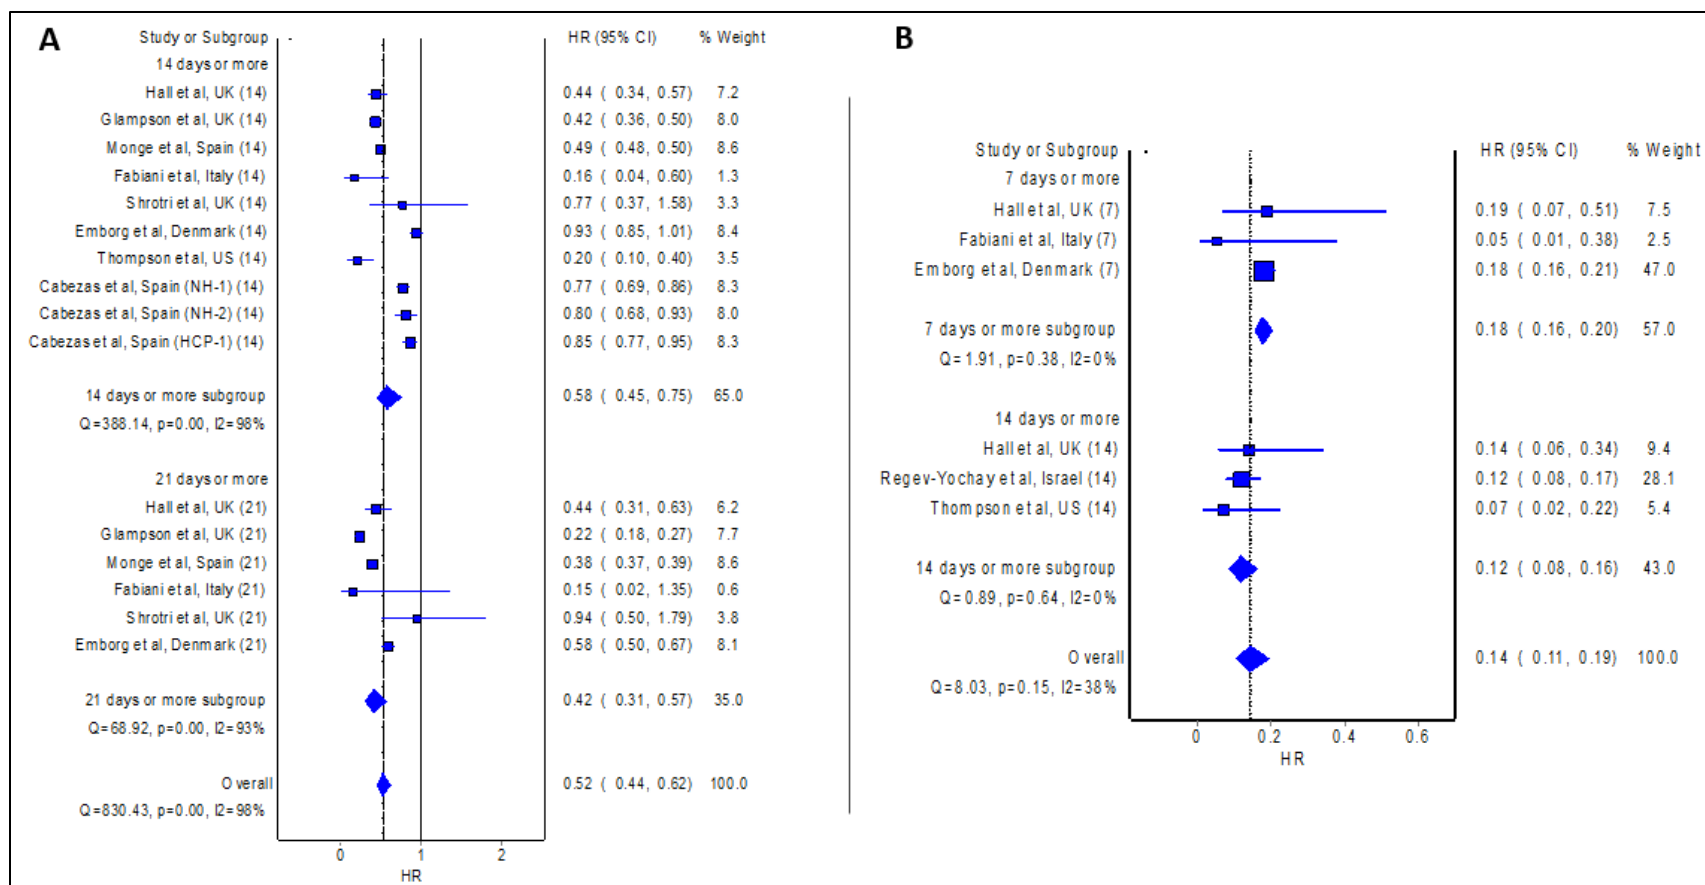 A
Study or Subgroup HR (95% CI) % Weight
14 days or more
Hall et al, UK (14) 0.44 ( 0.34, 0.57) 7.2
Glampson et al, UK (14) 0.42 ( 0.36, 0.50) 8.0
Monge et al, Spain (14) 0.49 ( 0.48, 0.50) 8.6
Fabiani et al, Italy (14) 0.16 ( 0.04, 0.60) 1.3
Shrotri et al, UK (14) 0.77 ( 0.37, 1.58) 3.3
Emborg et al, Denmark (14) 0.93 ( 0.85, 1.01) 8.4
Thompson et al, US (14) 0.20 ( 0.10, 0.40) 3.5
Cabezas et al, Spain (NH-1) (14) 0.77 ( 0.69, 0.86) 8.3
Cabezas et al, Spain (NH-2) (14) 0.80 ( 0.68, 0.93) 8.0
Cabezas et al, Spain (HCP-1) (14) 0.85 ( 0.77, 0.95) 8.3
14 days or more subgroup 0.58 ( 0.45, 0.75) 65.0
Q=388.14, p=0.00, I2=98%
21 days or more
Hall et al, UK (21) 0.44 ( 0.31, 0.63) 6.2
Glampson et al, UK (21) 0.22 ( 0.18, 0.27) 7.7
Monge et al, Spain (21) 0.38 ( 0.37, 0.39) 8.6
Fabiani et al, Italy (21) 0.15 ( 0.02, 1.35) 0.6
Shrotri et al, UK (21) 0.94 ( 0.50, 1.79) 3.8
Emborg et al, Denmark (21) 0.58 ( 0.50, 0.67) 8.1
21 days or more subgroup 0.42 ( 0.31, 0.57) 35.0
Q=68.92, p=0.00, I2=93%
Overall 0.52 ( 0.44, 0.62) 100.0
Q=830.43, p=0.00, I2=98%
0 1 2
HR
B
Study or Subgroup HR (95% CI) % Weight
7 days or more
Hall et al, UK (7) 0.19 ( 0.07, 0.51) 7.5
Fabiani et al, Italy (7) 0.05 ( 0.01, 0.38) 2.5
Emborg et al, Denmark (7) 0.18 ( 0.16, 0.21) 47.0
7 days or more subgroup 0.18 ( 0.16, 0.20) 57.0
Q=1.91, p=0.38, I2=0%
14 days or more
Hall et al, UK (14) 0.14 ( 0.06, 0.34) 9.4
Regev-Yochay et al, Israel (14) 0.12 ( 0.08, 0.17) 28.1
Thompson et al, US (14) 0.07 ( 0.02, 0.22) 5.4
14 days or more subgroup 0.12 ( 0.08, 0.16) 43.0
Q=0.89, p=0.64, I2=0%
Overall 0.14 ( 0.11, 0.19) 100.0
Q=8.03, p=0.15, I2=38%
0 0.2 0.4 0.6
HR